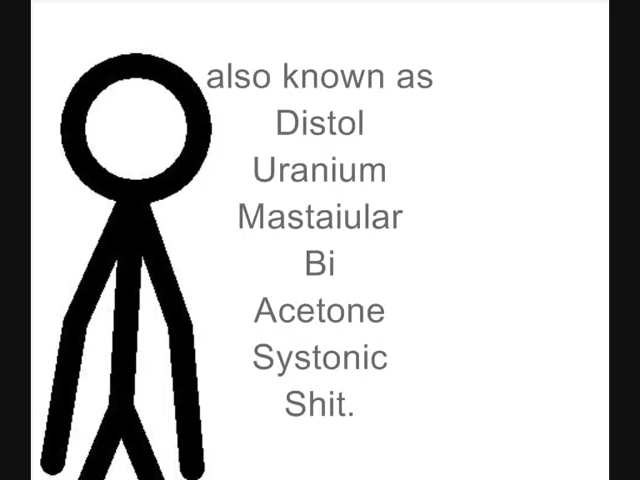 also known as
Distol
Uranium
Mastaiular
Bi
Acetone
Systonic
Shit.